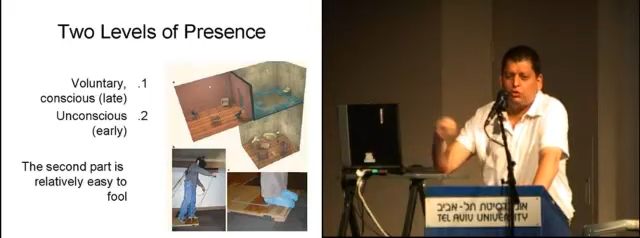 Two Levels of Presence
Voluntary, .1
conscious (late)
Unconscious .2
(early)
The second part is
relatively easy to
fool
אוניברסיטת תל-אביב
TEL AVIV UNIVERSITY